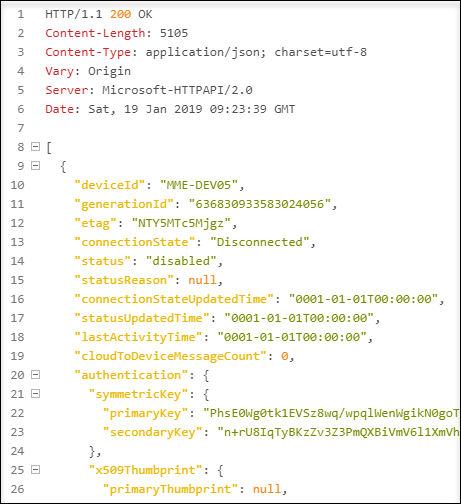 1 HTTP/1.1 200 OK
2 Content-Length: 5105
3 Content-Type: application/json; charset=utf-8
4 Vary: Origin
5 Server: Microsoft-HTTPAPI/2.0
6 Date: Sat, 19 Jan 2019 09:23:39 GMT
7
8 [
9 {
10 "deviceId": "MME-DEV05",
11 "generationId": "636830933583024056",
12 "etag": "NTY5MTc5Mjgz",
13 "connectionState": "Disconnected",
14 "status": "disabled",
15 "statusReason": null,
16 "connectionStateUpdatedTime": "0001-01-01T00:00:00",
17 "statusUpdatedTime": "0001-01-01T00:00:00",
18 "lastActivityTime": "0001-01-01T00:00:00",
19 "cloudToDeviceMessageCount": 0,
20 "authentication": {
21 "symmetricKey": {
22 "primaryKey": "PhsE0Wg0tk1EVSz8wq/wpqlWenWgikN0goT
23 "secondaryKey": "n+rU8IqTyBKzZv3Z3PmQXBiVmV6l1XmVh
24 },
25 "x509Thumbprint": {
26 "primaryThumbprint": null,